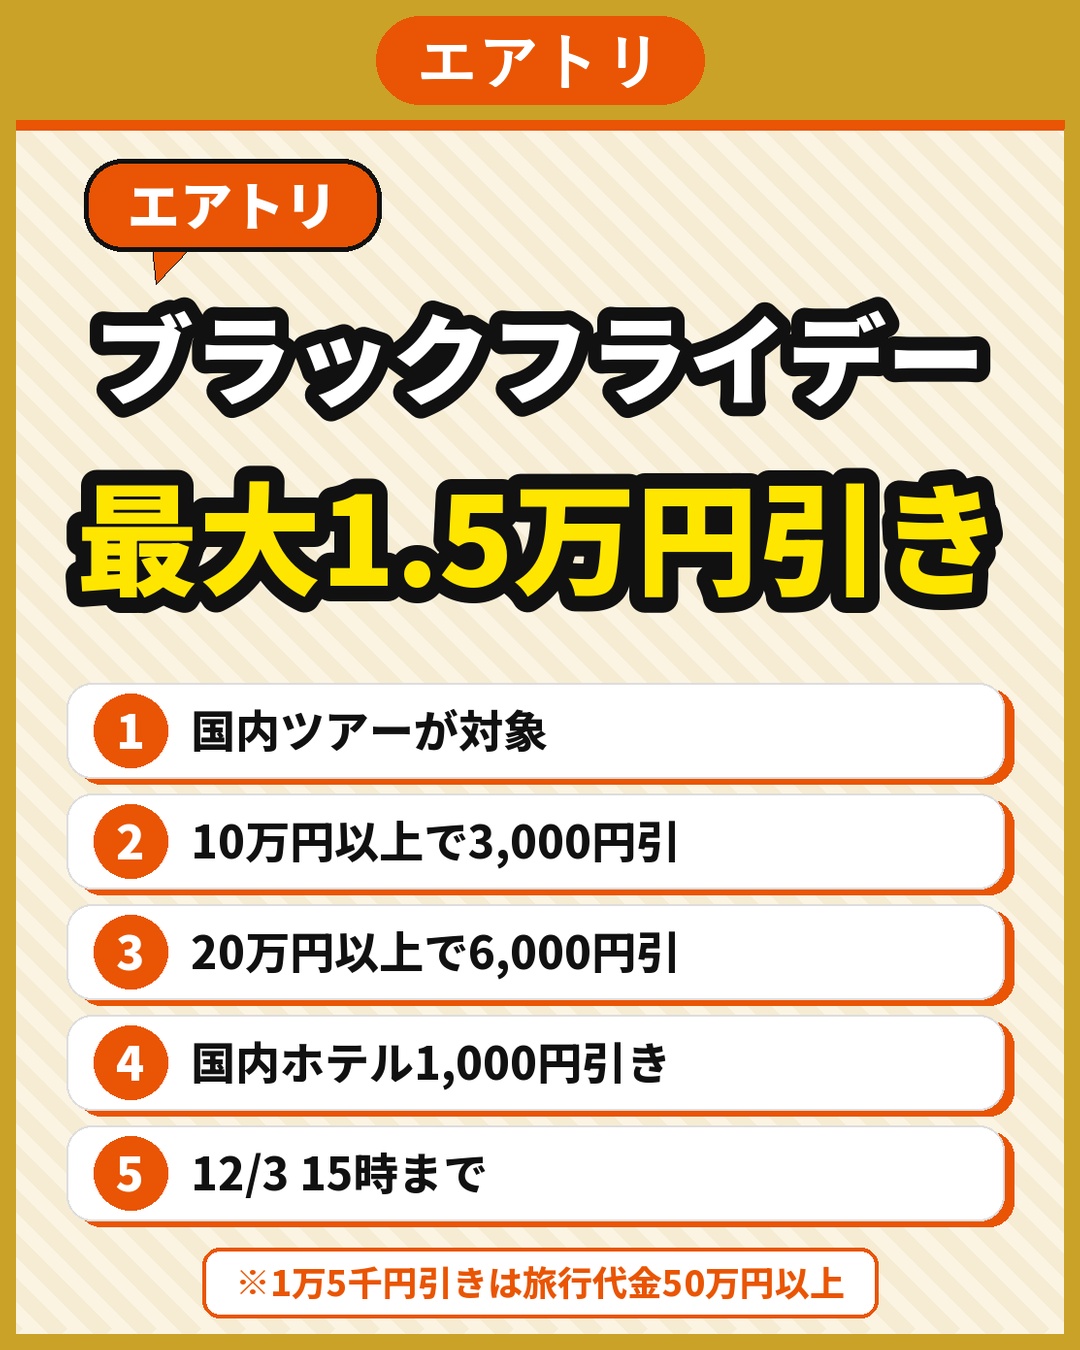 エアトリ
エアトリ
ブラックフライデー
最大1.5万円引き
1 国内ツアーが対象
2 10万円以上で3,000円引
3 20万円以上で6,000円引
4 国内ホテル1,000円引き
5 12/3 15時まで
※1万5千円引きは旅行代金50万円以上